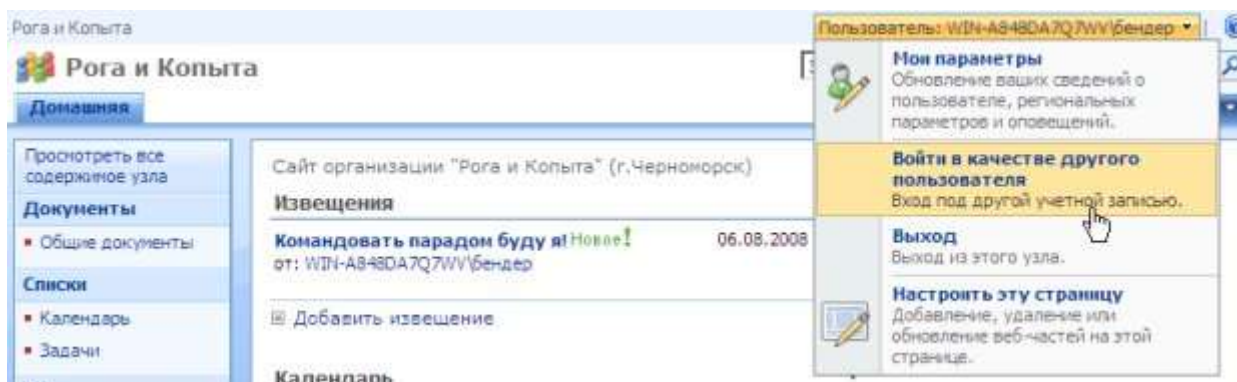 Рога и Копыта
Пользователь: WIN-A848DA7Q7WV\бендер
Рога и Копыта
Домашняя
Просмотреть все
содержимое узла
Документы
Общие документы
Списки
Календарь
Задачи
Сайт организации "Рога и Копыта" (г.Черноморск)
Извещения
Командовать парадом буду я! Новое!
06.08.2008
от: WIN-A848DA7Q7WV\бендер
Добавить извещение
Календарь
Мои параметры
Обновление ваших сведений о
пользователе, региональных
параметров и оповещений.
Войти в качестве другого
пользователя
Вход под другой учетной записью.
Выход
Выход из этого узла.
Настроить эту страницу
Добавление, удаление или
обновление веб-частей на этой
странице.